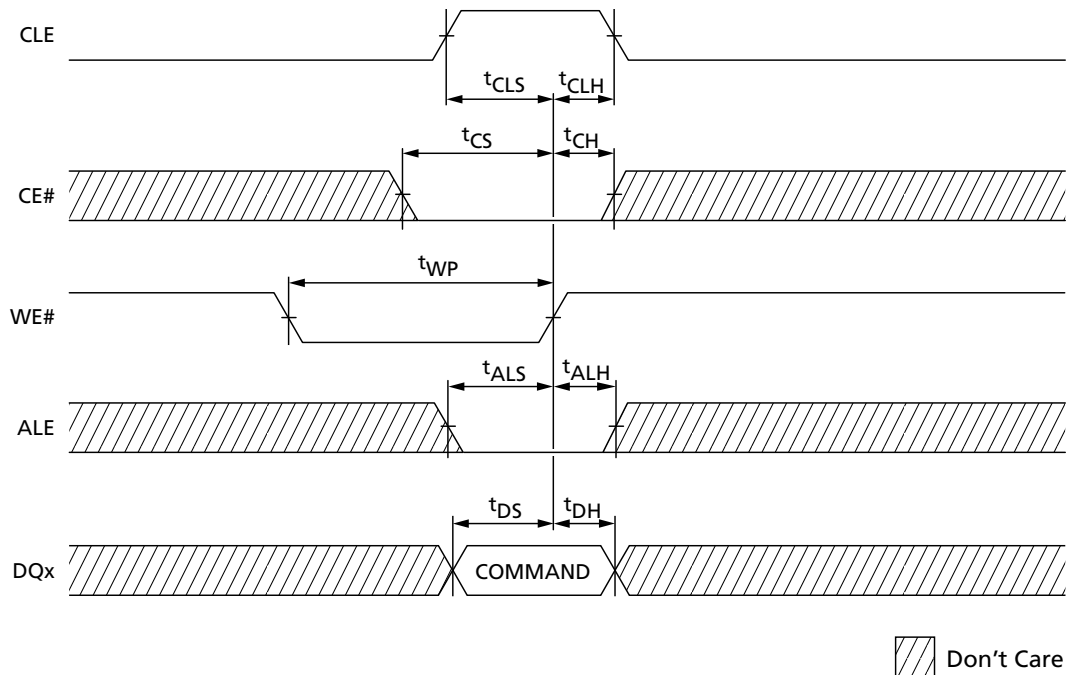 CLE
tCLS tCLH
tCS tCH
CE#
tWP
WE#
tALS tALH
ALE
tDS tDH
DQx COMMAND
Don't Care